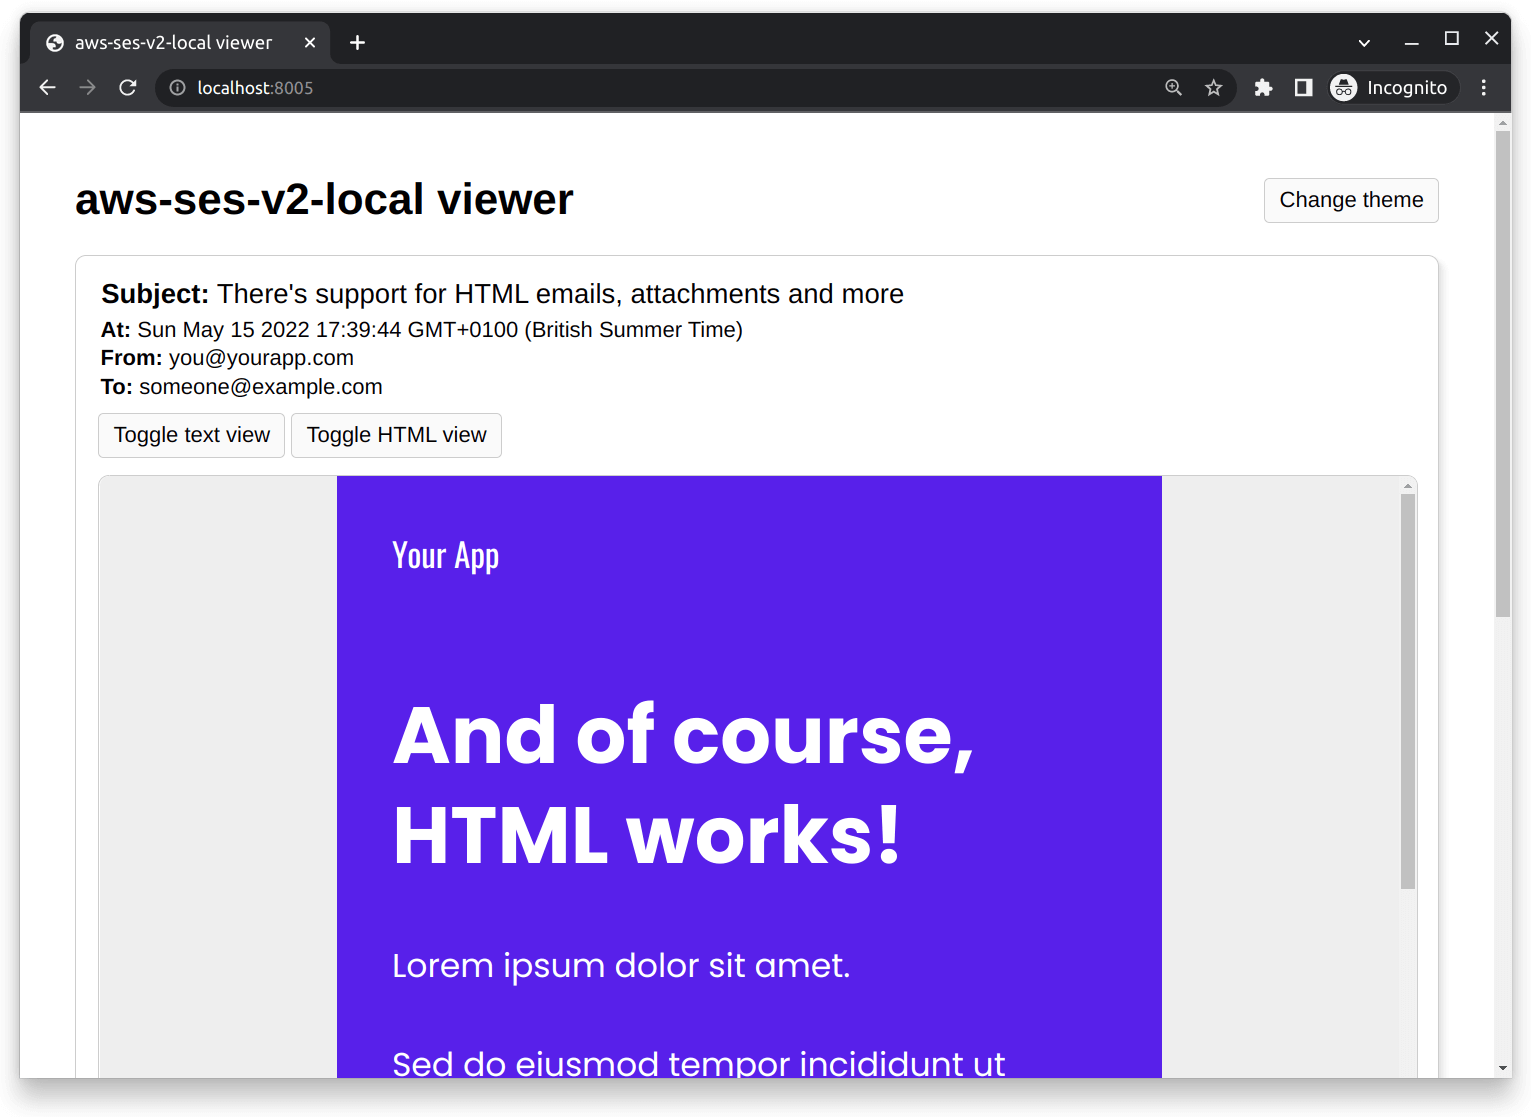 aws-ses-v2-local viewer
localhost:8005
Incognito
aws-ses-v2-local viewer
Change theme
Subject: There's support for HTML emails, attachments and more
At: Sun May 15 2022 17:39:44 GMT+0100 (British Summer Time)
From: you@yourapp.com
To: someone@example.com
Toggle text view Toggle HTML view
Your App
And of course,
HTML works!
Lorem ipsum dolor sit amet.
Sed do eiusmod tempor incididunt ut